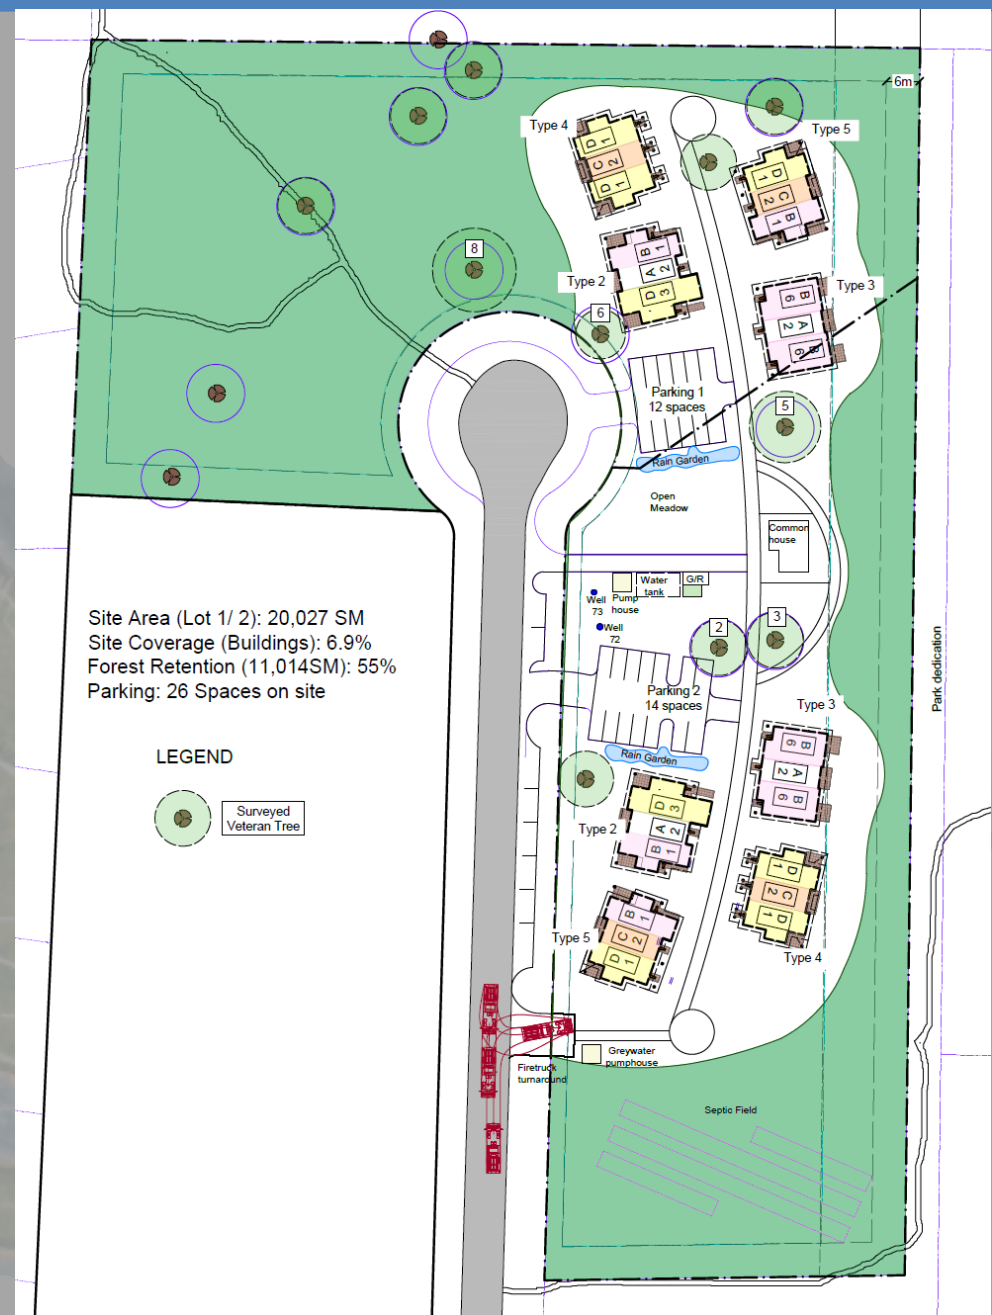 6m
Type 4
D 1
C 2
D 1
Type 5
D 1
C 2
B 1
8
Type 2
B 1
A 2
D 3
Type 3
B 6
A 2
B 6
6
Parking 1
12 spaces
5
Rain Garden
Open
Meadow
Common
house
Water
tank
G/R
Pump
house
Well
73
Well
72
2
3
Site Area (Lot 1/ 2): 20,027 SM
Site Coverage (Buildings): 6.9%
Forest Retention (11,014SM): 55%
Parking: 26 Spaces on site
Park dedication
Parking 2
14 spaces
Type 3
B 6
A 2
B 6
Rain Garden
LEGEND
Surveyed
Veteran Tree
Type 2
D 3
A 2
B 1
Type 4
D 1
C 2
D 1
Type 5
B 1
C 2
D 1
Firetruck
turnaround
Greywater
pumphouse
Septic Field